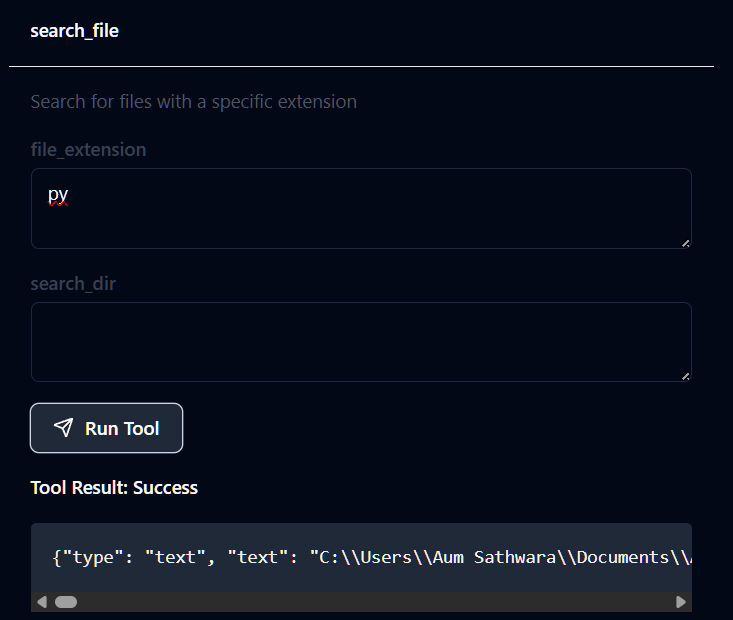 search_file
Search for files with a specific extension
file_extension
py
search_dir
Run Tool
Tool Result: Success
{"type": "text", "text": "C:\\Users\\Aum Sathwara\\Documents\\